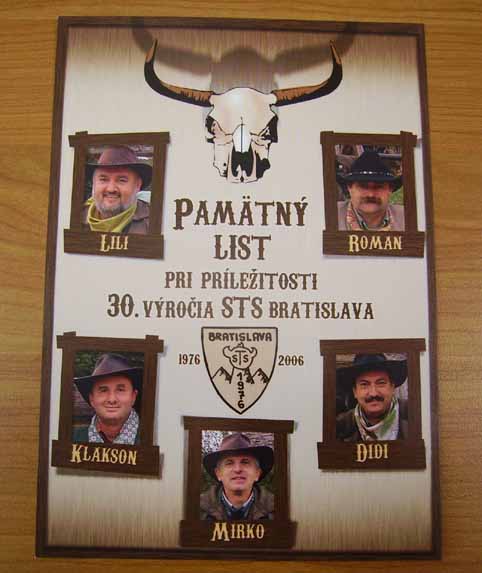 LILI
ROMAN
PAMÄTNÝ
LIST
PRI PRÍLEŽITOSTI
30. VÝROČIA STS BRATISLAVA
BRATISLAVA
1976 STS 2006
1976
KLAKSON
DIDI
MIRKO